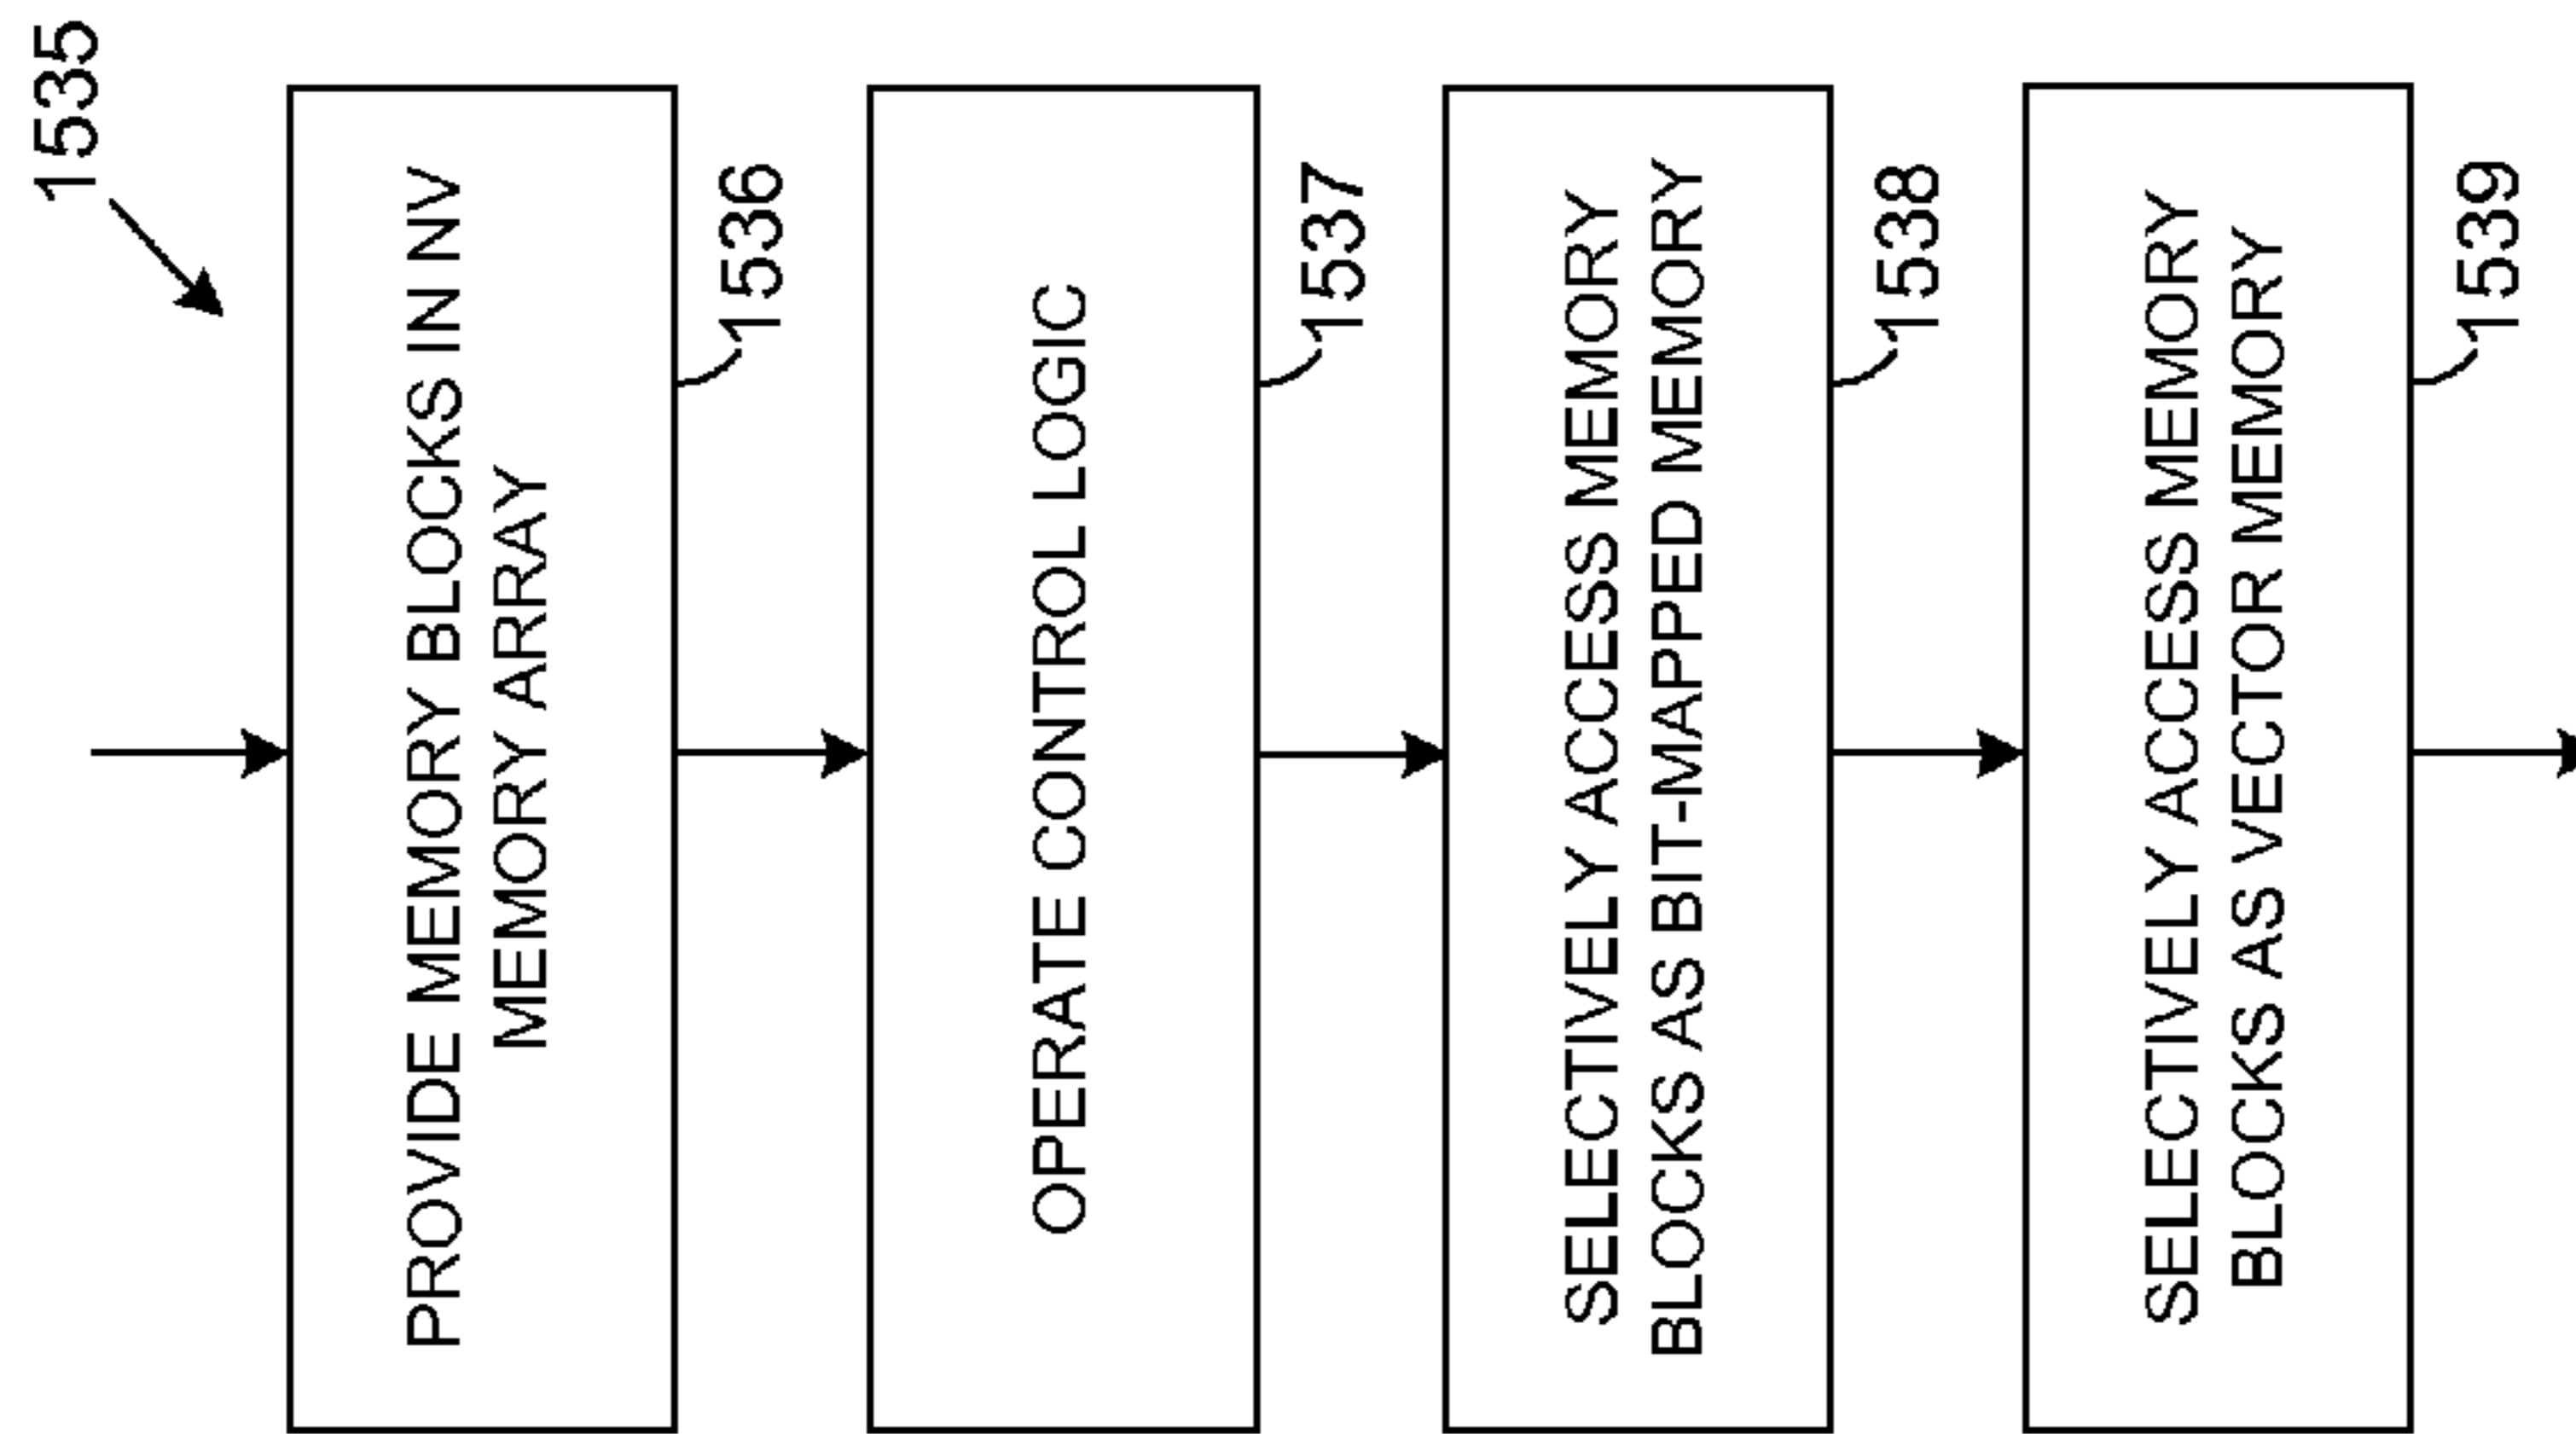 1535
PROVIDE MEMORY BLOCKS IN NV
MEMORY ARRAY
1536
OPERATE CONTROL LOGIC
1537
SELECTIVELY ACCESS MEMORY
BLOCKS AS BIT-MAPPED MEMORY
1538
SELECTIVELY ACCESS MEMORY
BLOCKS AS VECTOR MEMORY
1539